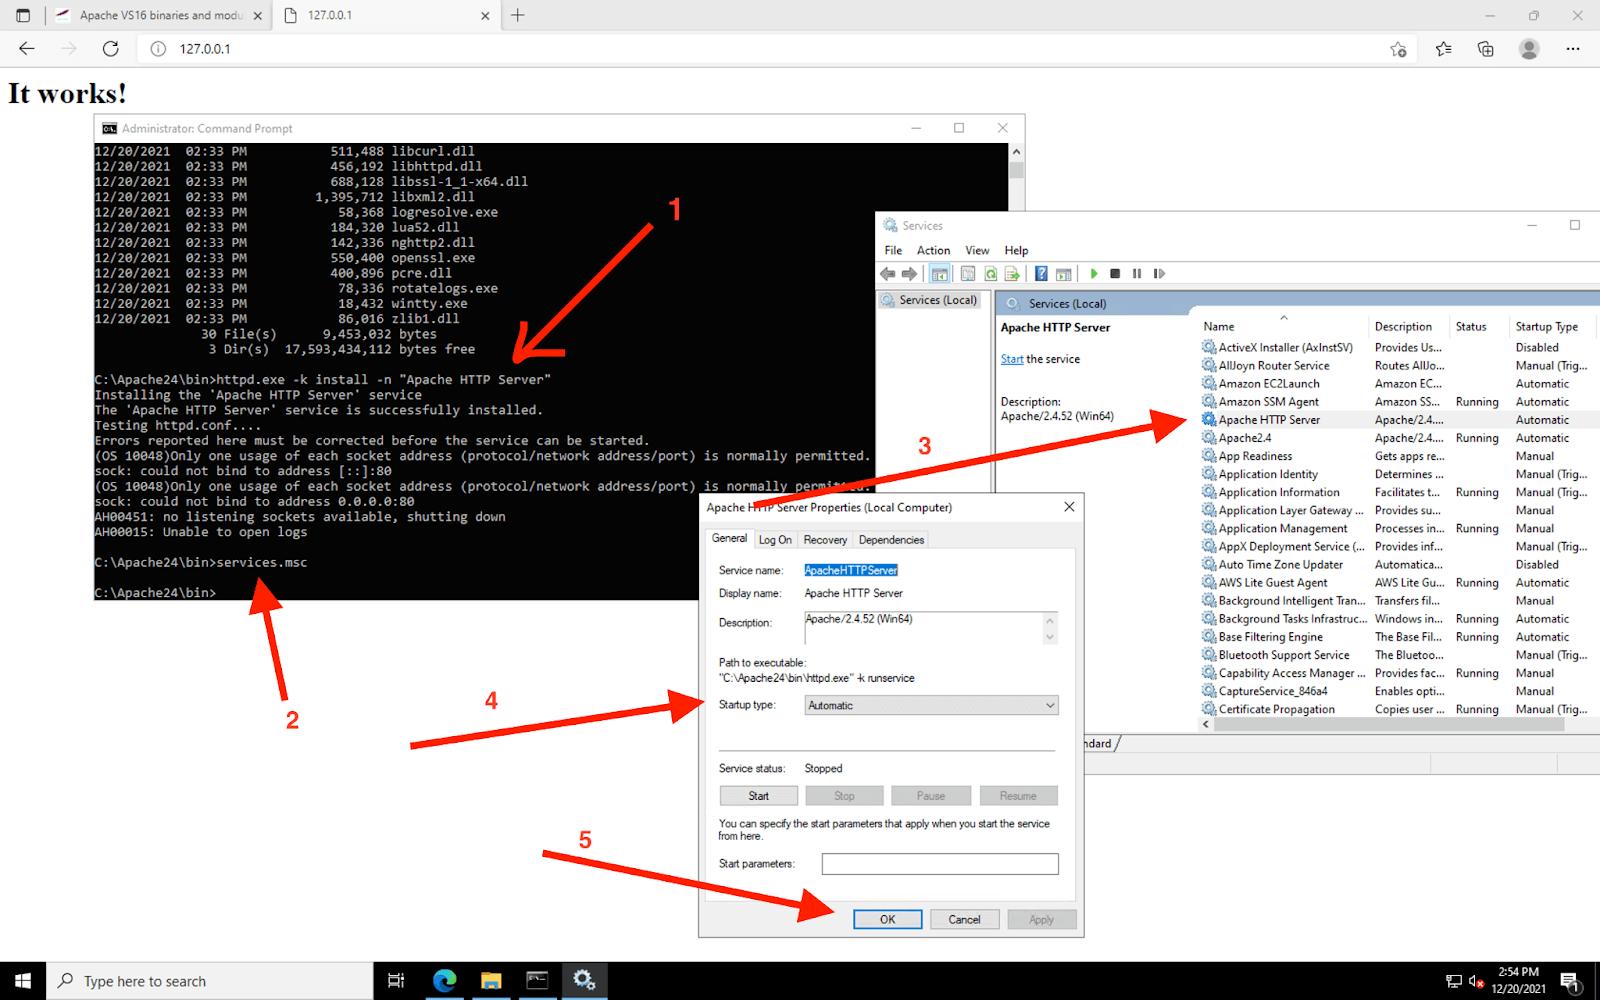 Apache VS16 binaries and modu
127.0.0.1
127.0.0.1
It works!
Administrator: Command Prompt
12/20/2021 02:33 PM 511,488 libcurl.dll
12/20/2021 02:33 PM 456,192 libhttpd.dll
12/20/2021 02:33 PM 688,128 libssl-1_1-x64.dll
12/20/2021 02:33 PM 1,395,712 libxml2.dll
12/20/2021 02:33 PM 58,368 logresolve.exe
12/20/2021 02:33 PM 184,320 lua52.dll
12/20/2021 02:33 PM 142,336 nghttp2.dll
12/20/2021 02:33 PM 550,400 openssl.exe
12/20/2021 02:33 PM 400,896 pcre.dll
12/20/2021 02:33 PM 78,336 rotatelogs.exe
12/20/2021 02:33 PM 18,432 wintty.exe
12/20/2021 02:33 PM 86,016 zlib1.dll
30 File(s) 9,453,032 bytes
3 Dir(s) 17,593,434,112 bytes free
C:\Apache24\bin>httpd.exe -k install -n "Apache HTTP Server"
Installing the 'Apache HTTP Server' service
The 'Apache HTTP Server' service is successfully installed.
Testing httpd.conf....
Errors reported here must be corrected before the service can be started.
(OS 10048)Only one usage of each socket address (protocol/network address/port) is normally permitted.
sock: could not bind to address [::]:80
(OS 10048)Only one usage of each socket address (protocol/network address/port) is normally permitted.
sock: could not bind to address 0.0.0.0:80
AH00451: no listening sockets available, shutting down
AH00015: Unable to open logs
C:\Apache24\bin>services.msc
C:\Apache24\bin>
1
2
3
4
5
Services
File Action View Help
Services (Local)
Services (Local)
Apache HTTP Server
Start the service
Description:
Apache/2.4.52 (Win64)
Name Description Status Startup Type
ActiveX Installer (AxInstSV) Provides Us... Disabled
AllJoyn Router Service Routes AllJo... Manual (Trig...
Amazon EC2Launch Amazon EC... Automatic
Amazon SSM Agent Amazon SS... Running Automatic
Apache HTTP Server Apache/2.4.... Automatic
Apache2.4 Apache/2.4.... Running Automatic
App Readiness Gets apps re... Manual
Application Identity Determines ... Manual (Trig...
Application Information Facilitates t... Running Manual (Trig...
Application Layer Gateway ... Provides su... Manual
Application Management Processes in... Running Manual
AppX Deployment Service (... Provides inf... Manual (Trig...
Auto Time Zone Updater Automatica... Disabled
AWS Lite Guest Agent AWS Lite Gu... Running Automatic
Background Intelligent Tran... Transfers fil... Manual
Background Tasks Infrastruc... Windows in... Running Automatic
Base Filtering Engine The Base Fil... Running Automatic
Bluetooth Support Service The Bluetoo... Manual (Trig...
Capability Access Manager ... Provides fac... Running Manual
CaptureService_846a4 Enables opti... Manual
Certificate Propagation Copies user ... Running Manual (Trig...
ndard
Apache HTTP Server Properties (Local Computer)
General Log On Recovery Dependencies
Service name: ApacheHTTPServer
Display name: Apache HTTP Server
Description: Apache/2.4.52 (Win64)
Path to executable:
"C:\Apache24\bin\httpd.exe" -k runservice
Startup type: Automatic
Service status: Stopped
Start Stop Pause Resume
You can specify the start parameters that apply when you start the service
from here.
Start parameters:
OK Cancel Apply
Type here to search
2:54 PM
12/20/2021
1